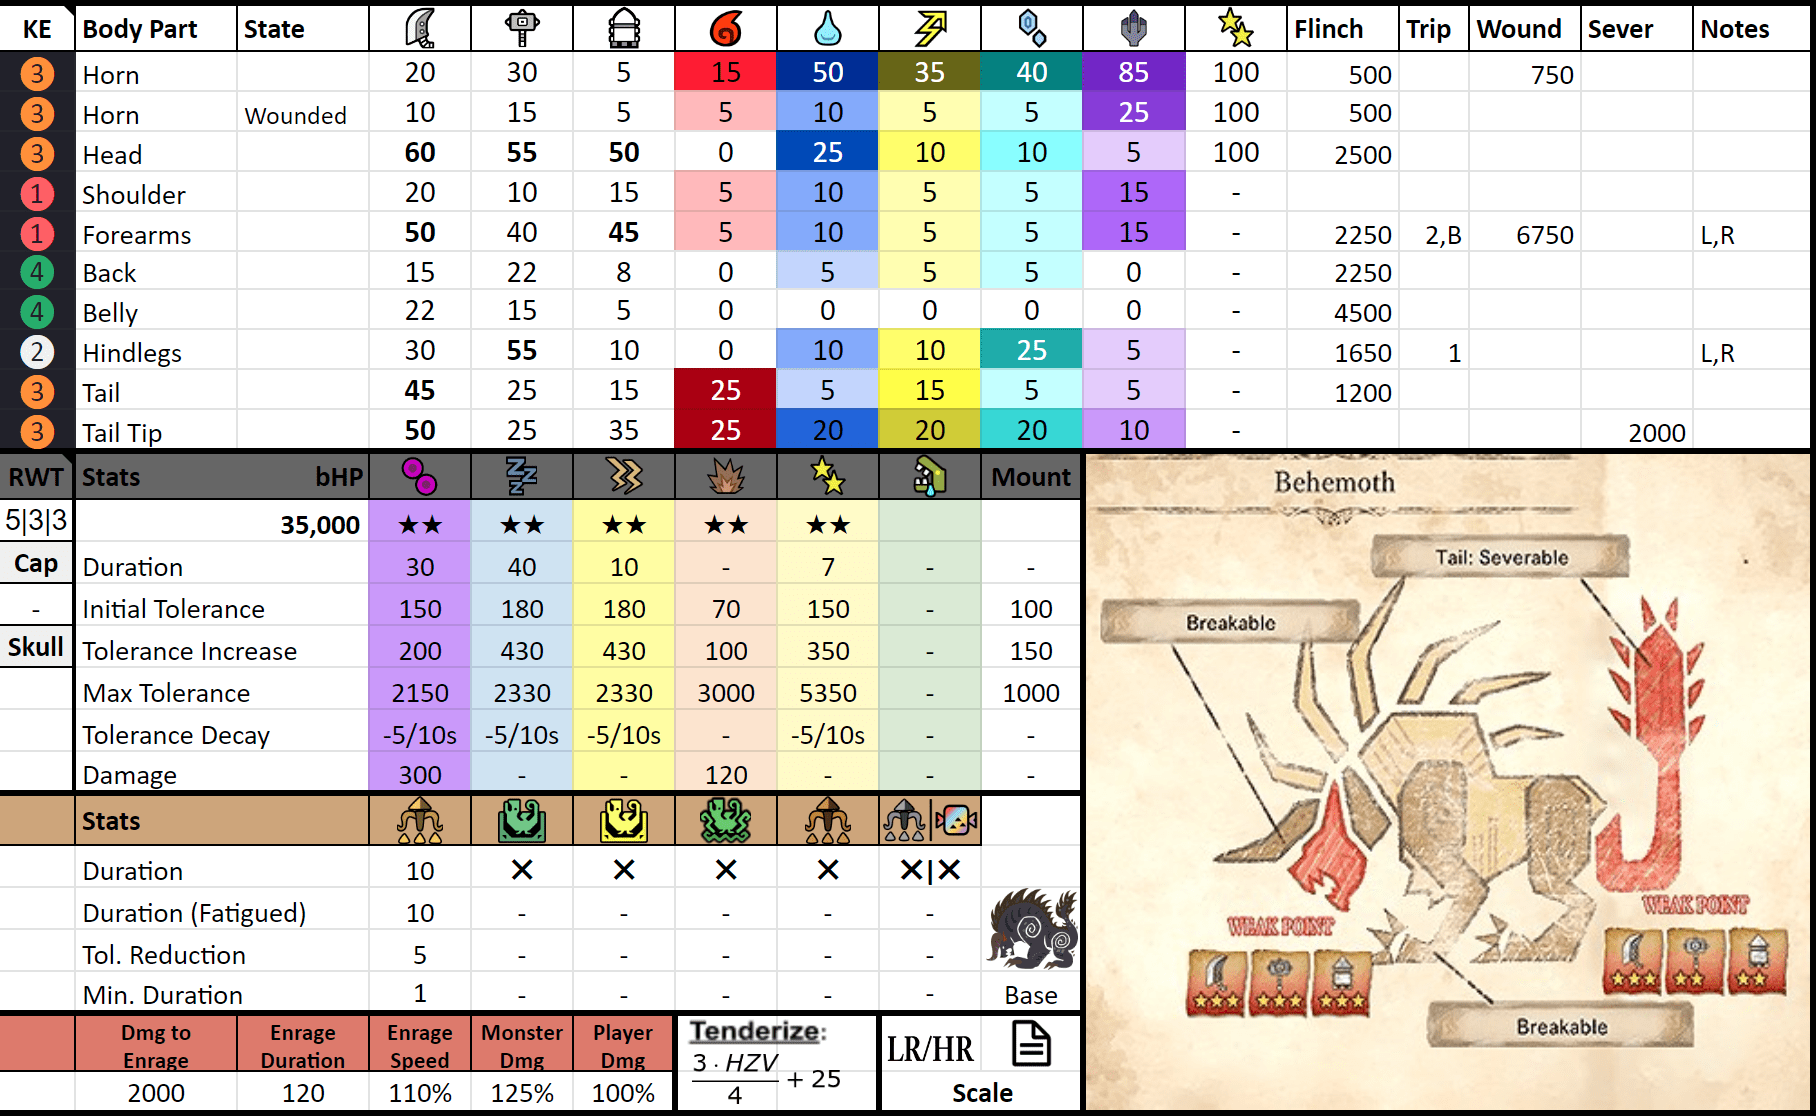 KE Body Part State Flinch Trip Wound Sever Notes
3 Horn 20 30 5 15 50 35 40 85 100 500 750
3 Horn Wounded 10 15 5 5 10 5 5 25 100 500
3 Head 60 55 50 0 25 10 10 5 100 2500
1 Shoulder 20 10 15 5 10 5 5 15 -
1 Forearms 50 40 45 5 10 5 5 15 - 2250 2,B 6750 L,R
4 Back 15 22 8 0 5 5 5 0 - 2250
4 Belly 22 15 5 0 0 0 0 0 - 4500
2 Hindlegs 30 55 10 0 10 10 25 5 - 1650 1 L,R
3 Tail 45 25 15 25 5 15 5 5 - 1200
3 Tail Tip 50 25 35 25 20 20 20 10 - 2000
RWT Stats bHP Mount
5|3|3 35,000 ★★ ★★ ★★ ★★ ★★
Cap Duration 30 40 10 - 7 - -
- Initial Tolerance 150 180 180 70 150 - 100
Skull Tolerance Increase 200 430 430 100 350 - 150
Max Tolerance 2150 2330 2330 3000 5350 - 1000
Tolerance Decay -5/10s -5/10s -5/10s - -5/10s - -
Damage 300 - - 120 - - -
Stats
Duration 10 ✕ ✕ ✕ ✕ ✕|✕
Duration (Fatigued) 10 - - - - -
Tol. Reduction 5 - - - - -
Min. Duration 1 - - - - - Base
Dmg to Enrage Enrage Duration Enrage Speed Monster Dmg Player Dmg
2000 120 110% 125% 100%
Tenderize:
3 · HZV
4
+ 25
LR/HR
Scale
Behemoth
Tail: Severable
Breakable
WEAK POINT
WEAK POINT
Breakable